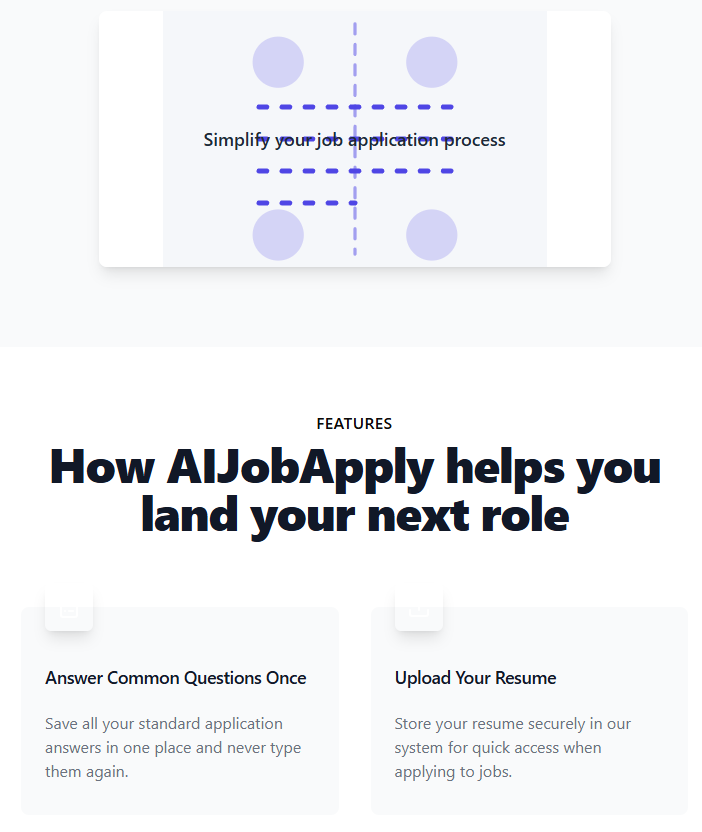 Simplify your job application process
FEATURES
How AIJobApply helps you
land your next role
Answer Common Questions Once
Save all your standard application
answers in one place and never type
them again.
Upload Your Resume
Store your resume securely in our
system for quick access when
applying to jobs.